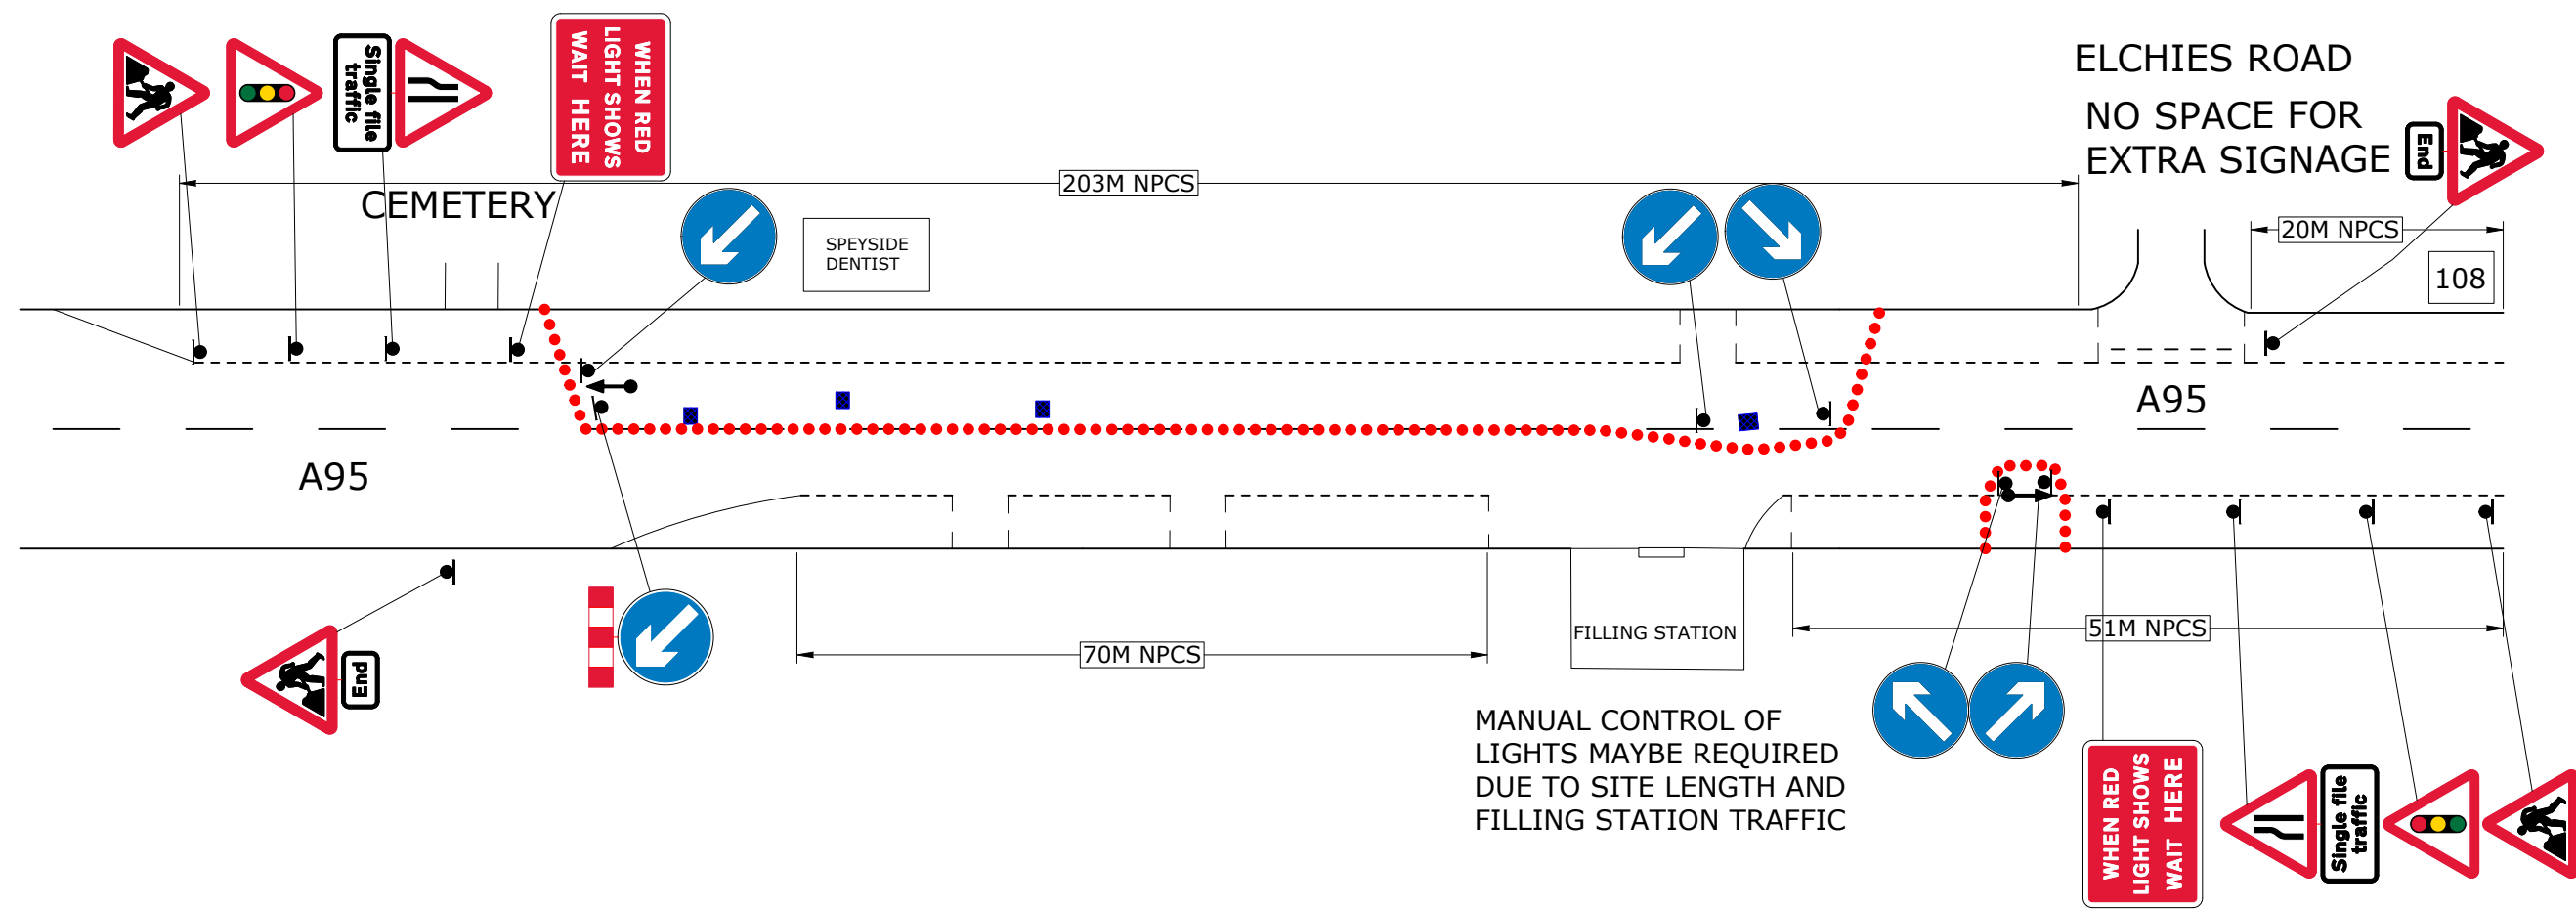 Single file
traffic
WHEN RED
LIGHT SHOWS
WAIT HERE
ELCHIES ROAD
NO SPACE FOR
EXTRA SIGNAGE
End
203M NPCS
CEMETERY
SPEYSIDE
DENTIST
20M NPCS
108
A95
A95
End
70M NPCS
FILLING STATION
51M NPCS
MANUAL CONTROL OF
LIGHTS MAYBE REQUIRED
DUE TO SITE LENGTH AND
FILLING STATION TRAFFIC
WHEN RED
LIGHT SHOWS
WAIT HERE
Single file
traffic